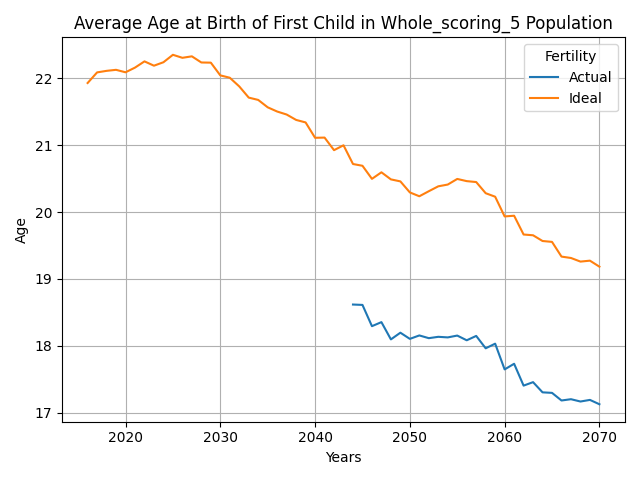 Average Age at Birth of First Child in Whole_scoring_5 Population
Fertility
Actual
Ideal
Age
22
21
20
19
18
17
2020 2030 2040 2050 2060 2070
Years